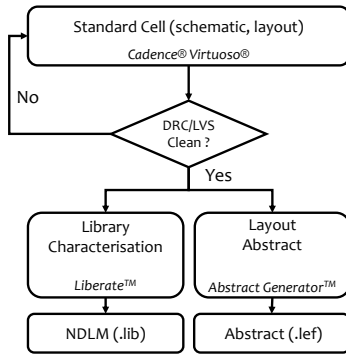 Standard Cell (schematic, layout)
Cadence® Virtuoso®
No
DRC/LVS
Clean ?
Yes
Library
Characterisation
Liberate™
Layout
Abstract
Abstract Generator™
NDLM (.lib)
Abstract (.lef)